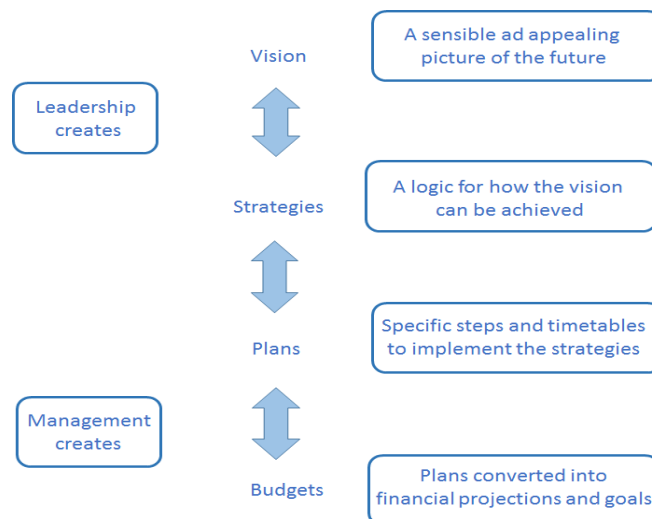 Vision
A sensible ad appealing
picture of the future
Leadership
creates
Strategies
A logic for how the vision
can be achieved
Plans
Specific steps and timetables
to implement the strategies
Management
creates
Budgets
Plans converted into
financial projections and goals